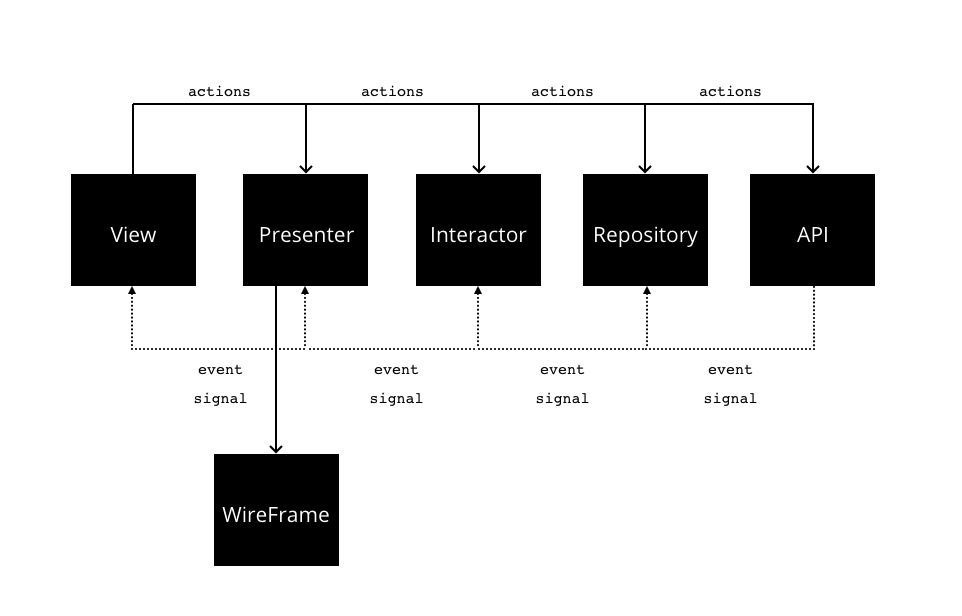 actions actions actions actions
View Presenter Interactor Repository API
event event event event
signal signal signal signal
WireFrame